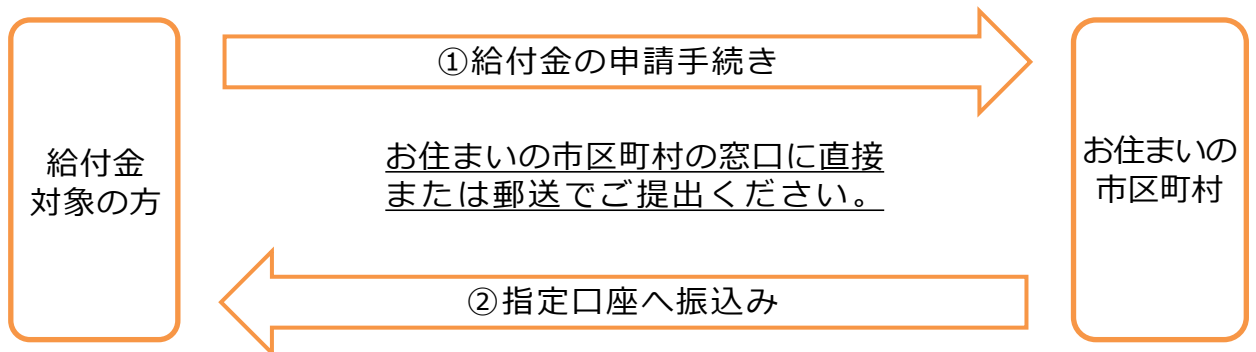 ①給付金の申請手続き
給付金
対象の方
お住まいの市区町村の窓口に直接
または郵送でご提出ください。
お住まいの
市区町村
②指定口座へ振込み